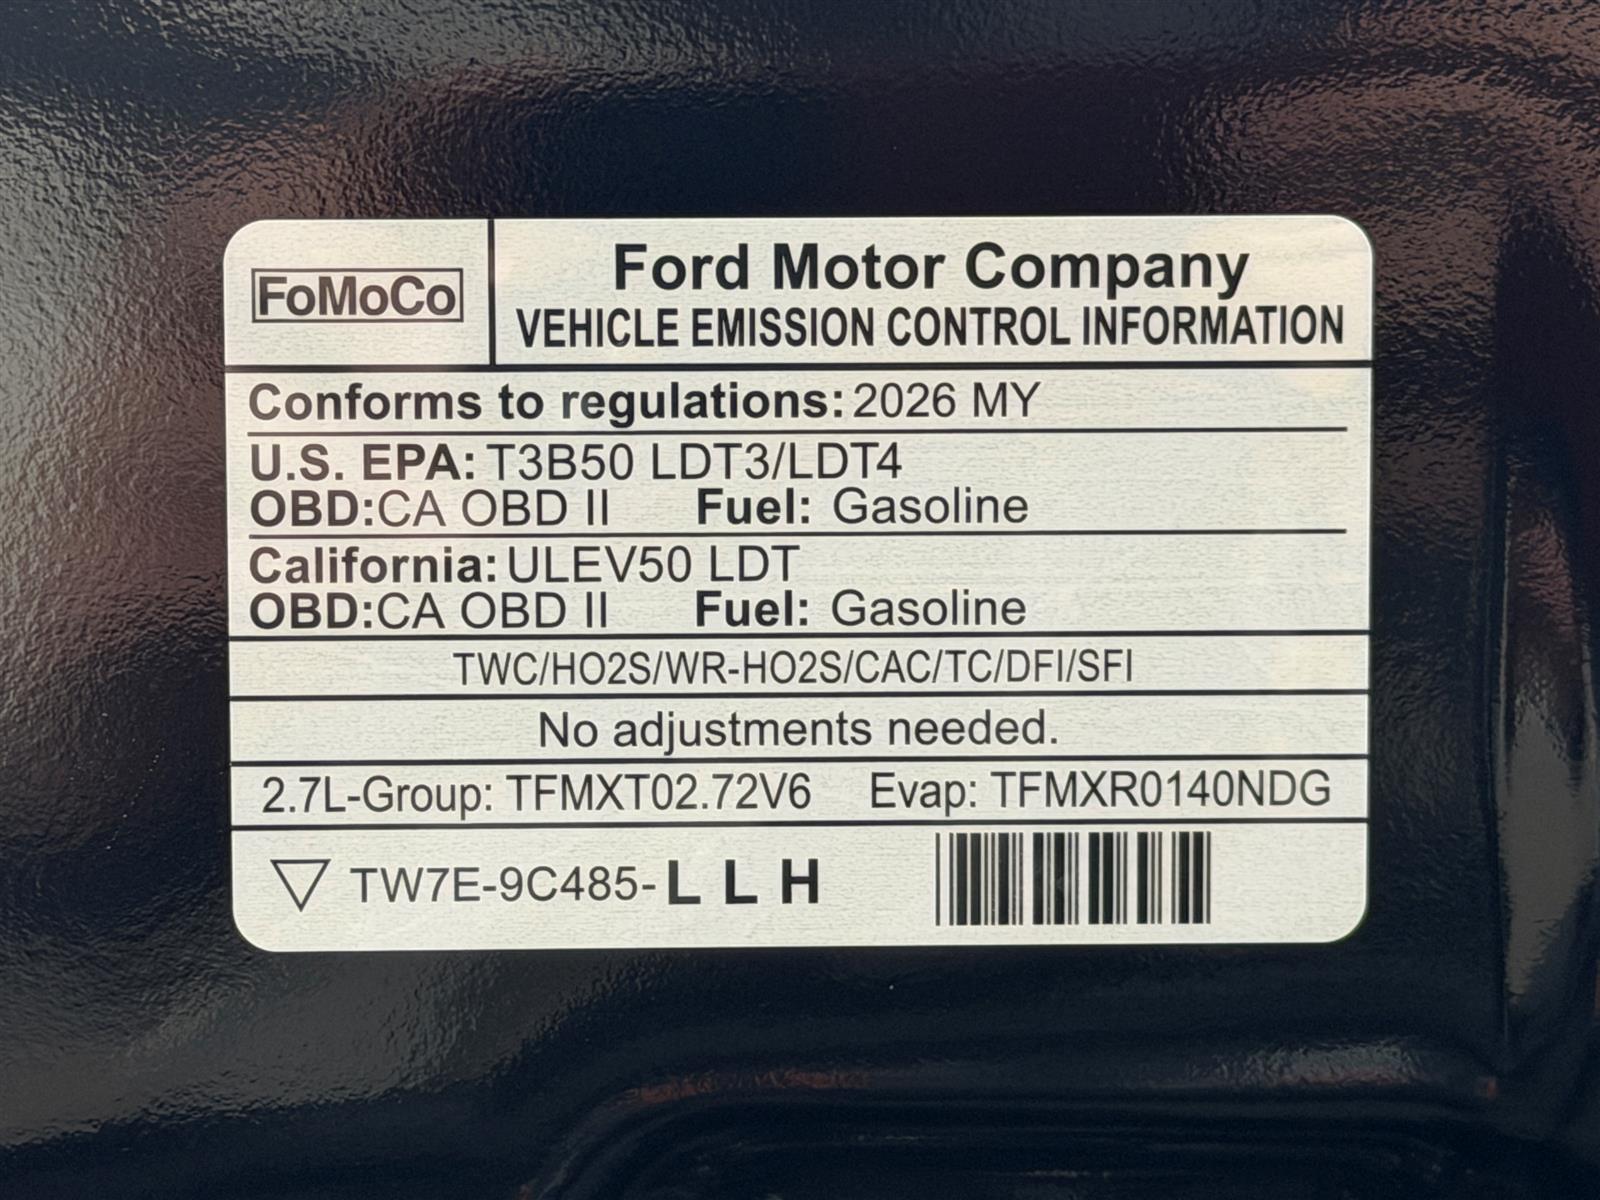 FoMoCo
Ford Motor Company
VEHICLE EMISSION CONTROL INFORMATION
Conforms to regulations: 2026 MY
U.S. EPA: T3B50 LDT3/LDT4
OBD:CA OBD II Fuel: Gasoline
California: ULEV50 LDT
OBD:CA OBD II Fuel: Gasoline
TWC/HO2S/WR-HO2S/CAC/TC/DFI/SFI
No adjustments needed.
2.7L-Group: TFMXT02.72V6 Evap: TFMXR0140NDG
TW7E-9C485-L L H